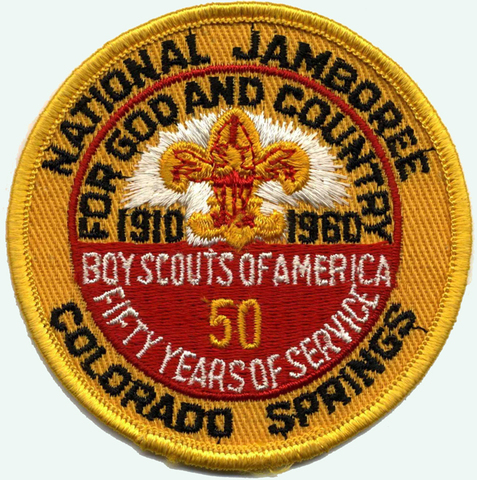 NATIONAL JAMBOREE
FOR GOD AND COUNTRY
1910 1960
BOY SCOUTS OF AMERICA
50
FIFTY YEARS OF SERVICE
COLORADO SPRINGS